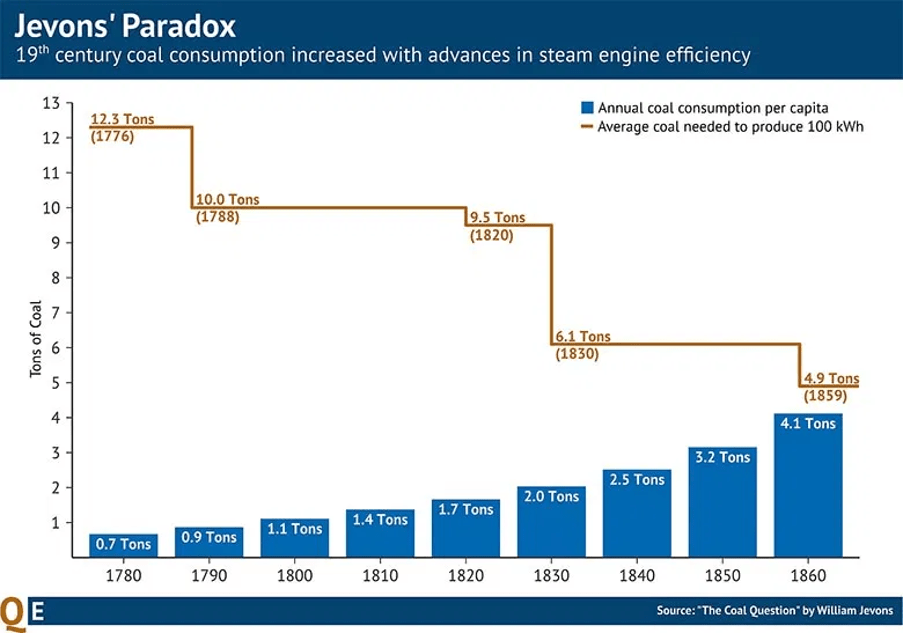 Jevons' Paradox
19th century coal consumption increased with advances in steam engine efficiency
Annual coal consumption per capita
Average coal needed to produce 100 kWh
Tons of Coal
13
12
11
10
9
8
7
6
5
4
3
2
1
12.3 Tons
(1776)
10.0 Tons
(1788)
9.5 Tons
(1820)
6.1 Tons
(1830)
4.9 Tons
(1859)
0.7 Tons
0.9 Tons
1.1 Tons
1.4 Tons
1.7 Tons
2.0 Tons
2.5 Tons
3.2 Tons
4.1 Tons
1780 1790 1800 1810 1820 1830 1840 1850 1860
QE
Source: "The Coal Question" by William Jevons